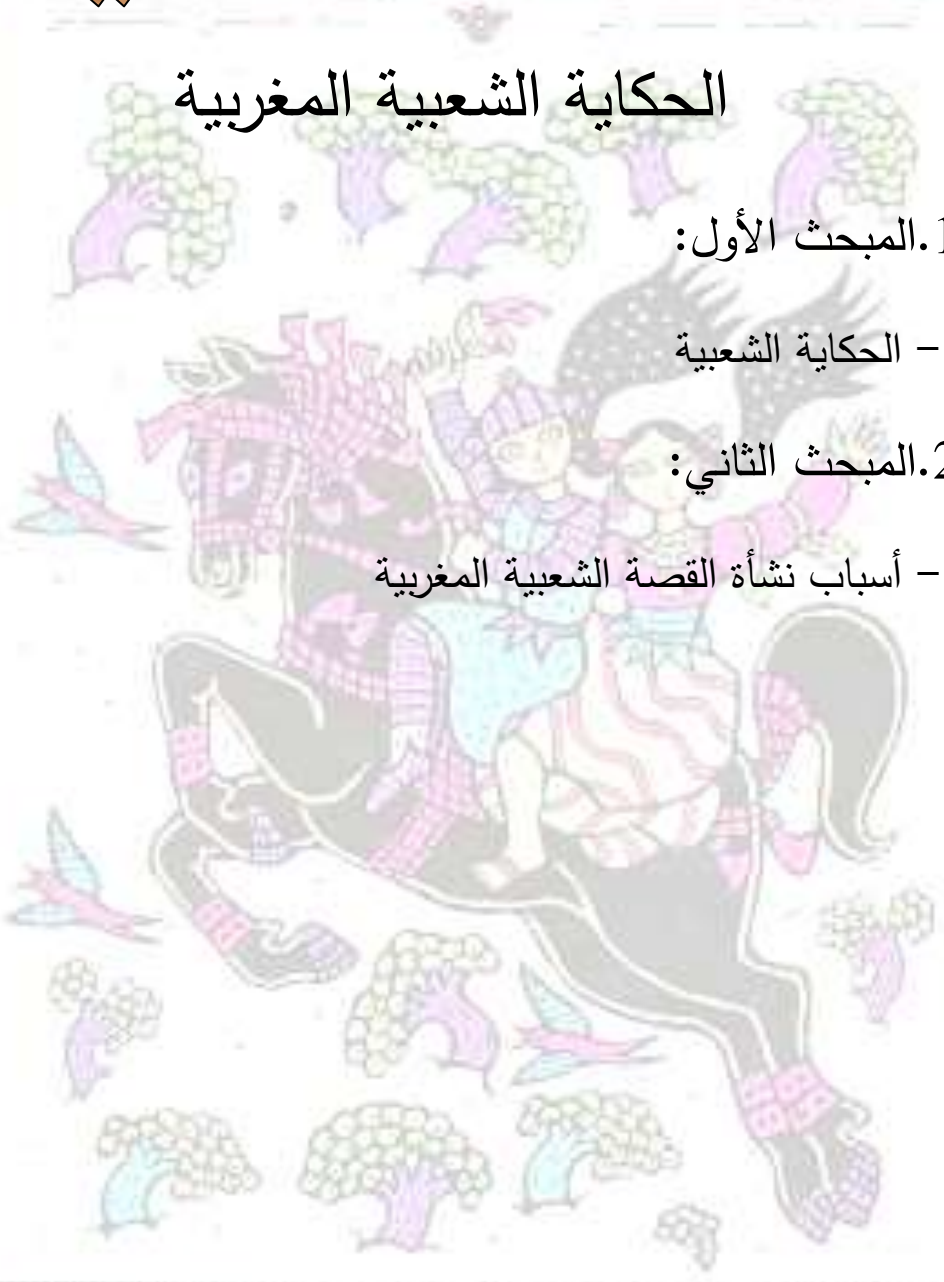 الحكاية الشعبية المغربية
1.المبحث الأول:
- الحكاية الشعبية
2.المبحث الثاني:
- أسباب نشأة القصة الشعبية المغربية